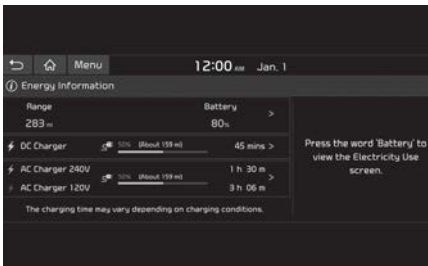 Menu 12:00 AM Jan. 1
Energy Information
Range Battery
283 mi 80%
DC Charger 50% (About 159 mi) 45 mins >
AC Charger 240V 1 h 30 m
50% (About 159 mi) >
AC Charger 120V 3 h 06 m
The charging time may vary depending on charging conditions.
Press the word 'Battery' to
view the Electricity Use
screen.